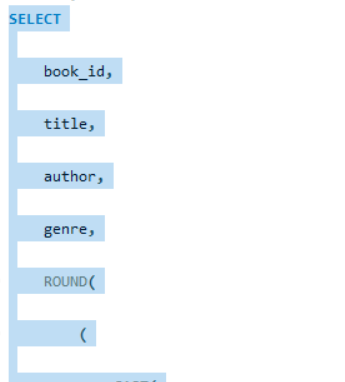 SELECT
book_id,
title,
author,
genre,
ROUND(
(